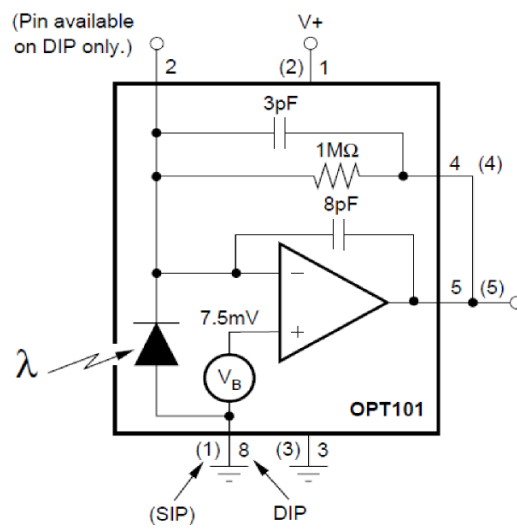 (Pin available
on DIP only.)
V+
2
(2)
1
3pF
1MΩ
4
(4)
8pF
5
(5)
−
+
7.5mV
λ
VB
OPT101
(1)
8
(3)
3
(SIP)
DIP